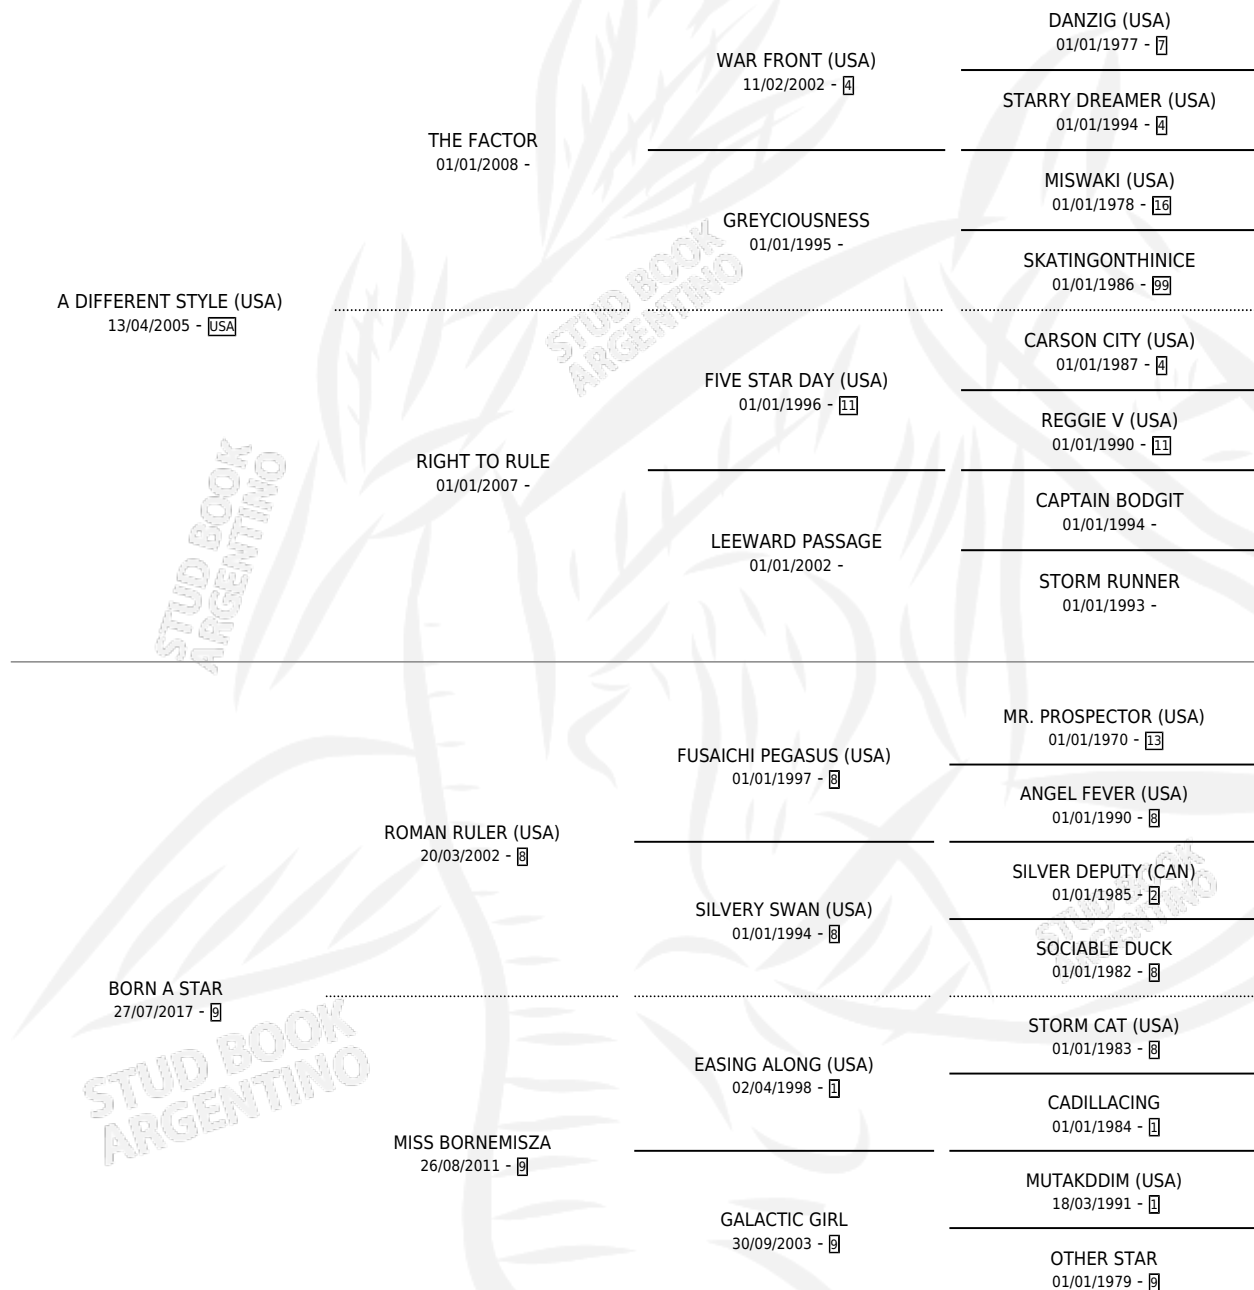 DANZIG (USA)
01/01/1977 - 7
WAR FRONT (USA)
11/02/2002 - 4
STARRY DREAMER (USA)
01/01/1994 - 4
THE FACTOR
01/01/2008 -
MISWAKI (USA)
01/01/1978 - 16
GREYCIOUSNESS
01/01/1995 -
SKATINGONTHINICE
01/01/1986 - 99
A DIFFERENT STYLE (USA)
13/04/2005 - USA
STUD BOOK
ARGENTINO
CARSON CITY (USA)
01/01/1987 - 4
FIVE STAR DAY (USA)
01/01/1996 - 11
REGGIE V (USA)
01/01/1990 - 11
RIGHT TO RULE
01/01/2007 -
CAPTAIN BODGIT
01/01/1994 -
LEEWARD PASSAGE
01/01/2002 -
STORM RUNNER
01/01/1993 -
STUD BOOK
ARGENTINO
MR. PROSPECTOR (USA)
01/01/1970 - 13
FUSAICHI PEGASUS (USA)
01/01/1997 - 8
ANGEL FEVER (USA)
01/01/1990 - 8
ROMAN RULER (USA)
20/03/2002 - 8
SILVER DEPUTY (CAN)
01/01/1985 - 2
STUD BOOK
ARGENTINO
SILVERY SWAN (USA)
01/01/1994 - 8
SOCIABLE DUCK
01/01/1982 - 8
BORN A STAR
27/07/2017 - 9
STUD BOOK
ARGENTINO
STORM CAT (USA)
01/01/1983 - 8
EASING ALONG (USA)
02/04/1998 - 1
CADILLACING
01/01/1984 - 1
MISS BORNEMISZA
26/08/2011 - 9
MUTAKDDIM (USA)
18/03/1991 - 1
GALACTIC GIRL
30/09/2003 - 9
OTHER STAR
01/01/1979 - 9